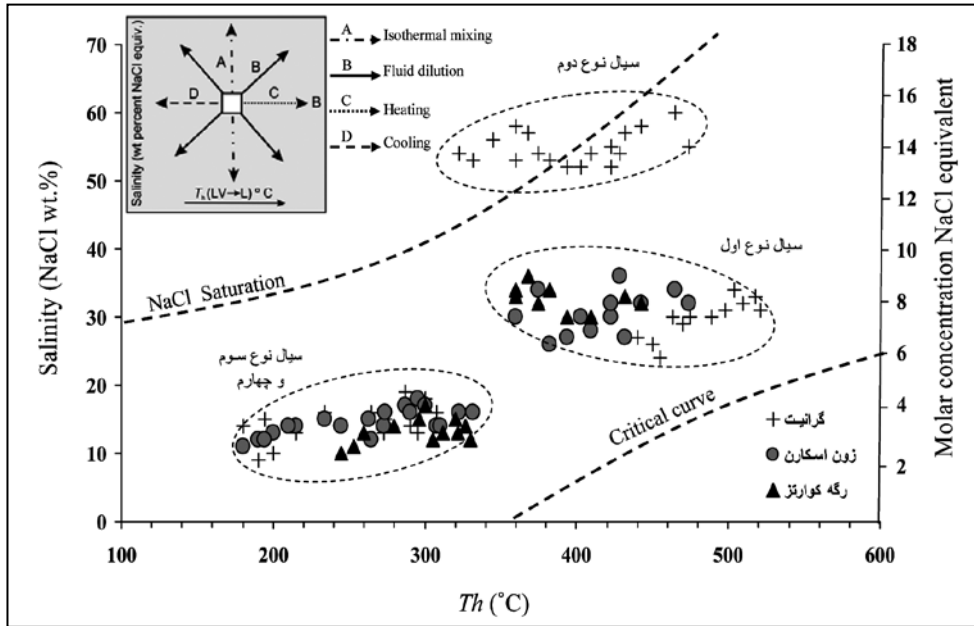 70
60
50
40
30
20
10
0
Salinity (NaCl wt.%)
100
200
300
400
500
600
Th (°C)
18
16
14
12
10
8
6
4
2
Molar concentration NaCl equivalent
Salinity (wt percent NaCl equiv.)
A
B
C
B
D
Th (LV→L) º C
A
Isothermal mixing
B
Fluid dilution
C
Heating
D
Cooling
سیال نوع دوم
سیال نوع اول
سیال نوع سوم
و چهارم
NaCl Saturation
Critical curve
گرانیت
زون اسکارن
رگه کوارتز